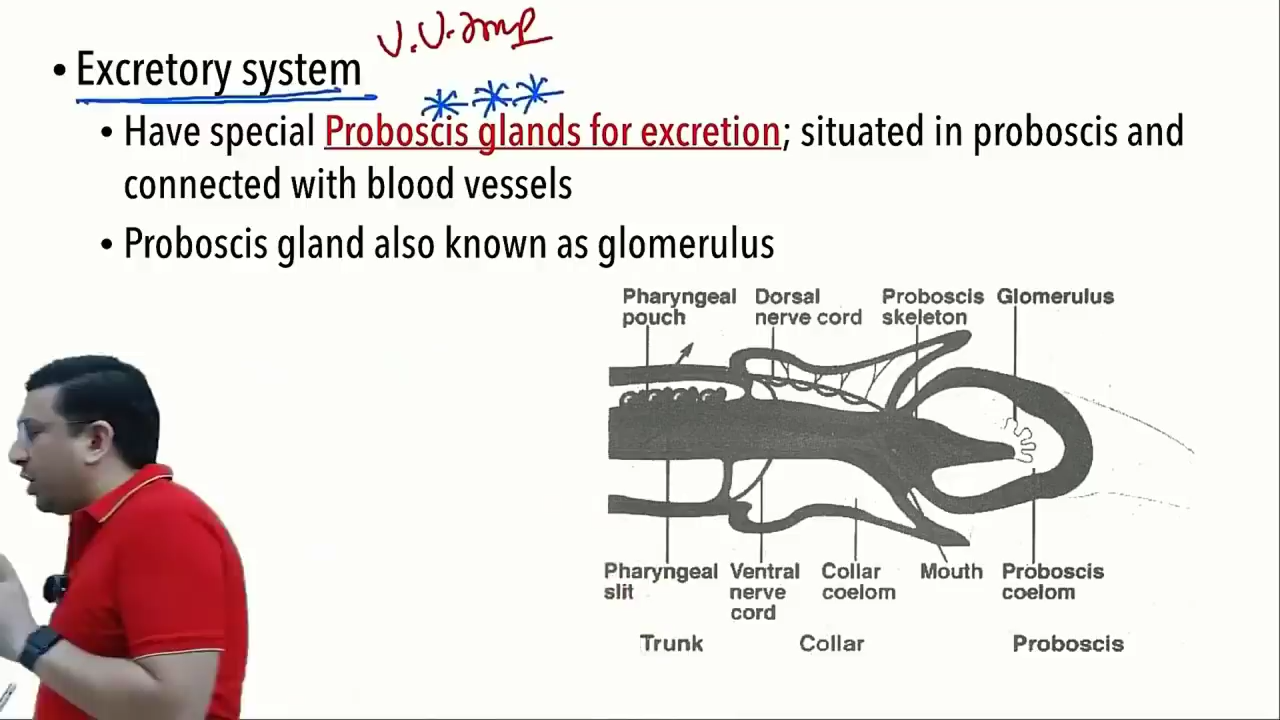 V.V.Imp
• Excretory system
• Have special Proboscis glands for excretion; situated in proboscis and
connected with blood vessels
• Proboscis gland also known as glomerulus
Pharyngeal pouch
Dorsal nerve cord
Proboscis skeleton
Glomerulus
Pharyngeal slit
Ventral nerve cord
Collar coelom
Mouth
Proboscis coelom
Trunk
Collar
Proboscis